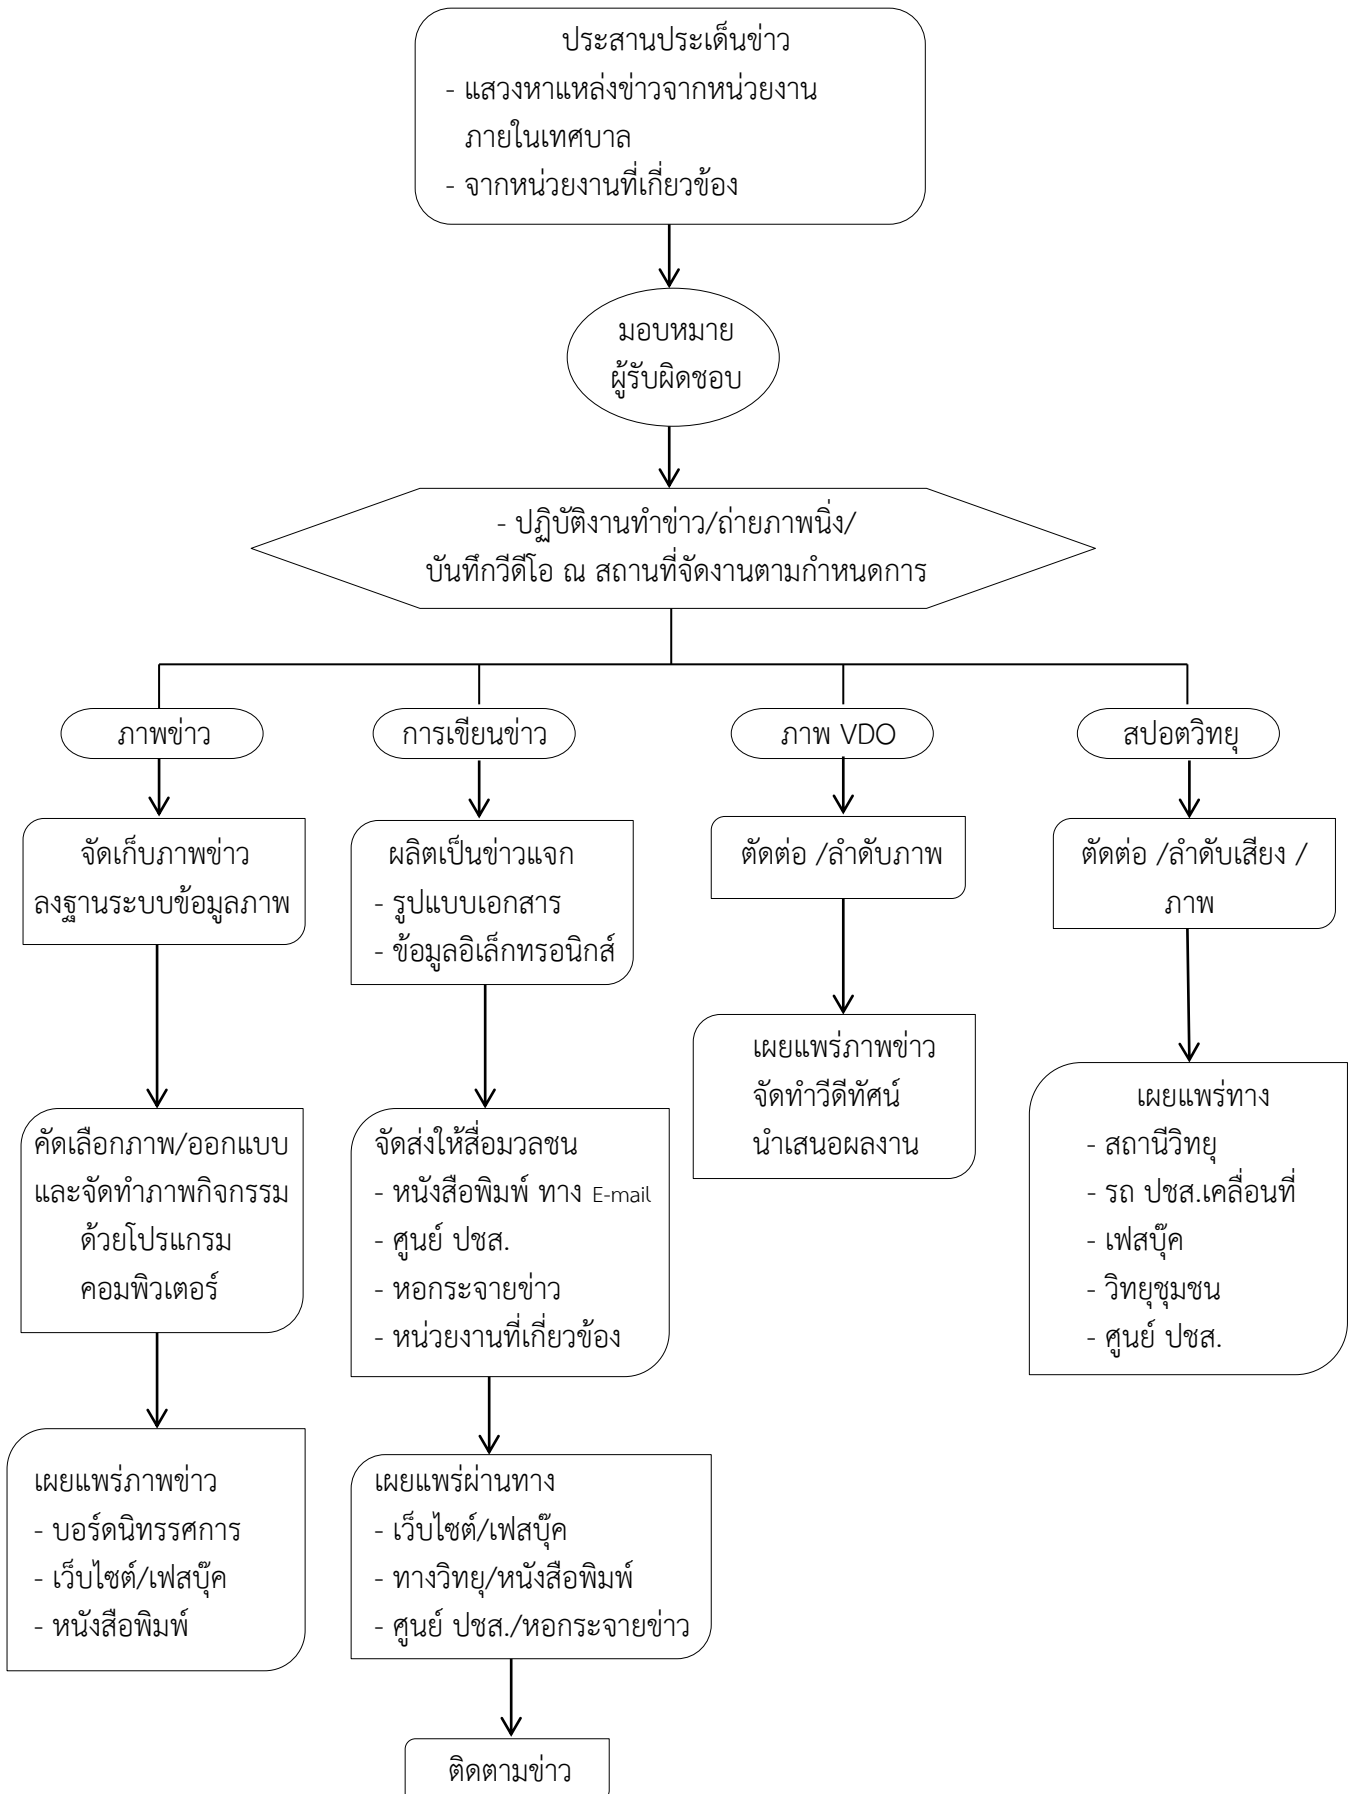 ประสานประเด็นข่าว
- แสวงหาแหล่งข่าวจากหน่วยงาน
ภายในเทศบาล
- จากหน่วยงานที่เกี่ยวข้อง
มอบหมาย
ผู้รับผิดชอบ
- ปฏิบัติงานทำข่าว/ถ่ายภาพนิ่ง/
บันทึกวีดีโอ ณ สถานที่จัดงานตามกำหนดการ
ภาพข่าว
จัดเก็บภาพข่าว
ลงฐานระบบข้อมูลภาพ
คัดเลือกภาพ/ออกแบบ
และจัดทำภาพกิจกรรม
ด้วยโปรแกรม
คอมพิวเตอร์
เผยแพร่ภาพข่าว
- บอร์ดนิทรรศการ
- เว็บไซต์/เฟสบุ๊ค
- หนังสือพิมพ์
การเขียนข่าว
ผลิตเป็นข่าวแจก
- รูปแบบเอกสาร
- ข้อมูลอิเล็กทรอนิกส์
จัดส่งให้สื่อมวลชน
- หนังสือพิมพ์ ทาง E-mail
- ศูนย์ ปชส.
- หอกระจายข่าว
- หน่วยงานที่เกี่ยวข้อง
เผยแพร่ผ่านทาง
- เว็บไซต์/เฟสบุ๊ค
- ทางวิทยุ/หนังสือพิมพ์
- ศูนย์ ปชส./หอกระจายข่าว
ติดตามข่าว
ภาพ VDO
ตัดต่อ /ลำดับภาพ
เผยแพร่ภาพข่าว
จัดทำวีดีทัศน์
นำเสนอผลงาน
สปอตวิทยุ
ตัดต่อ /ลำดับเสียง /
ภาพ
เผยแพร่ทาง
- สถานีวิทยุ
- รถ ปชส.เคลื่อนที่
- เฟสบุ๊ค
- วิทยุชุมชน
- ศูนย์ ปชส.